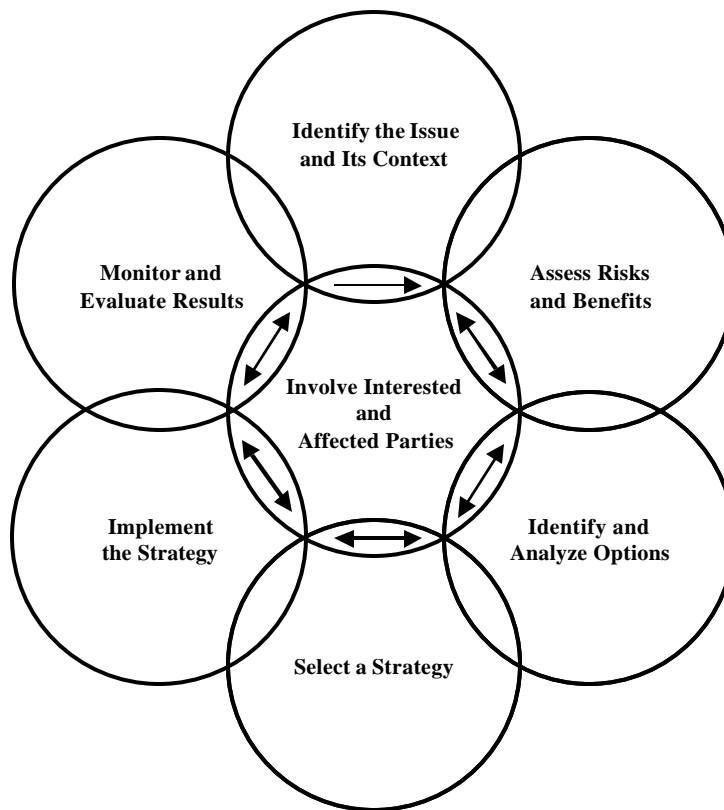 Identify the Issue
and Its Context
Assess Risks
and Benefits
Identify and
Analyze Options
Select a Strategy
Implement
the Strategy
Monitor and
Evaluate Results
Involve Interested
and
Affected Parties